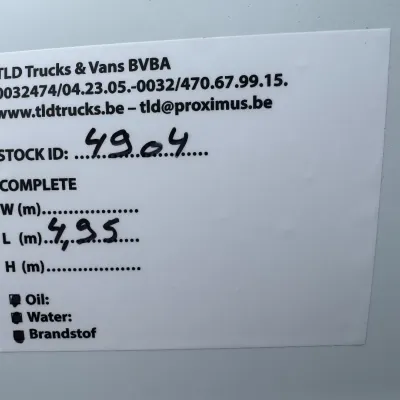 TLD Trucks & Vans BVBA
0032474/04.23.05.-0032/470.67.99.15.
www.tldtrucks.be – tld@proximus.be
STOCK ID: ...4904.....
COMPLETE
W (m)..................
L (m)..4,95....
H (m)..................
Oil:
Water:
Brandstof